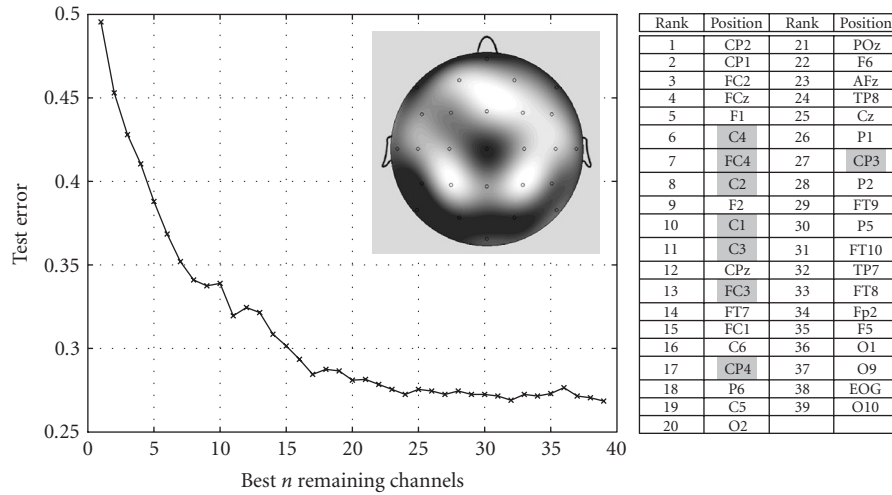 0.5
0.45
0.4
0.35
0.3
0.25
Test error
0 5 10 15 20 25 30 35 40
Best n remaining channels
Rank Position Rank Position
1 CP2 21 POz
2 CP1 22 F6
3 FC2 23 AFz
4 FCz 24 TP8
5 F1 25 Cz
6 C4 26 P1
7 FC4 27 CP3
8 C2 28 P2
9 F2 29 FT9
10 C1 30 P5
11 C3 31 FT10
12 CPz 32 TP7
13 FC3 33 FT8
14 FT7 34 Fp2
15 FC1 35 F5
16 C6 36 O1
17 CP4 37 O9
18 P6 38 EOG
19 C5 39 O10
20 O2